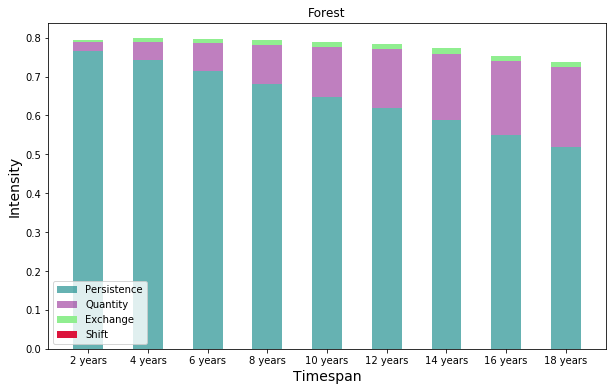 Forest
Intensity
0.8
0.7
0.6
0.5
0.4
0.3
0.2
0.1
0.0
Persistence
Quantity
Exchange
Shift
2 years 4 years 6 years 8 years 10 years 12 years 14 years 16 years 18 years
Timespan